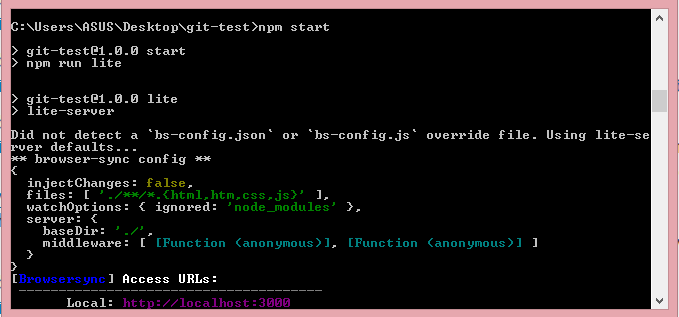 C:\Users\ASUS\Desktop\git-test>npm start
> git-test@1.0.0 start
> npm run lite
> git-test@1.0.0 lite
> lite-server
Did not detect a `bs-config.json` or `bs-config.js` override file. Using lite-se
rver defaults...
** browser-sync config **
{
  injectChanges: false,
  files: [ './**/*.{html,htm,css,js}' ],
  watchOptions: { ignored: 'node_modules' },
  server: {
    baseDir: './',
    middleware: [ [Function (anonymous)], [Function (anonymous)] ]
  }
}
[Browsersync] Access URLs:
 --------------------------------------
       Local: http://localhost:3000